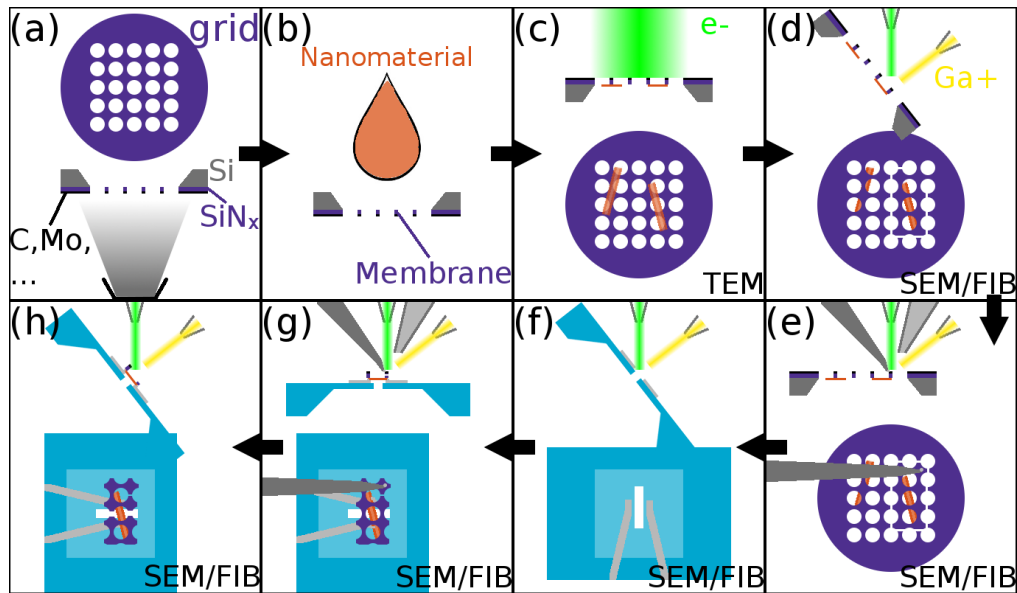 (a)
grid
Si
SiNx
C,Mo,
...
(b)
Nanomaterial
Membrane
(c)
e-
TEM
(d)
Ga+
SEM/FIB
(h)
SEM/FIB
(g)
SEM/FIB
(f)
SEM/FIB
(e)
SEM/FIB